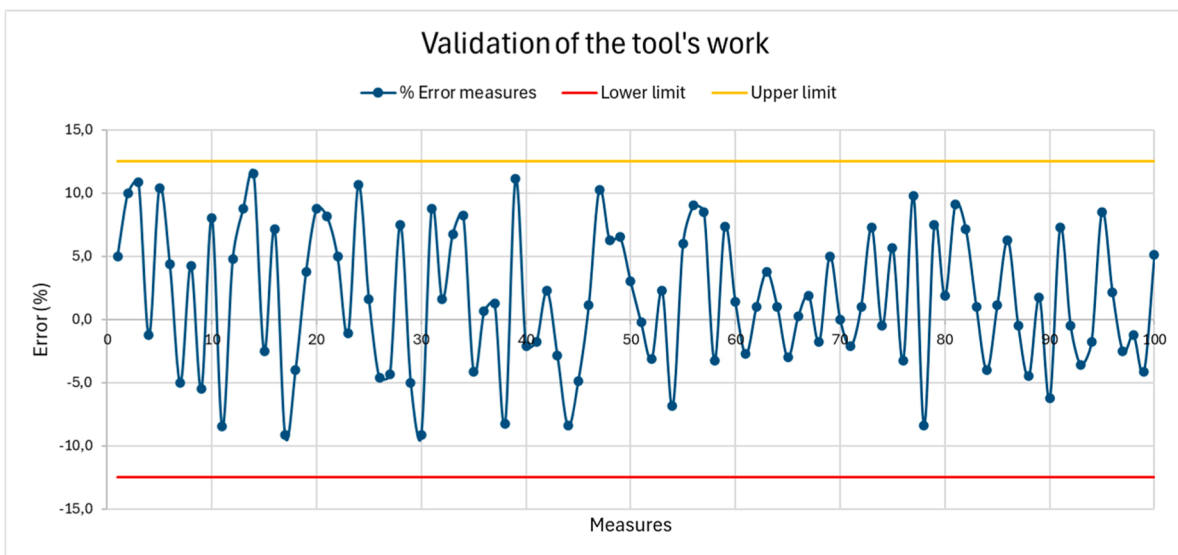 Validation of the tool's work
% Error measures Lower limit Upper limit
15,0
10,0
5,0
0,0
-5,0
-10,0
-15,0
Error (%)
0 10 20 30 40 50 60 70 80 90 100
Measures